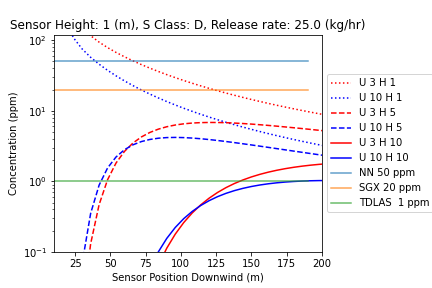 Sensor Height: 1 (m), S Class: D, Release rate: 25.0 (kg/hr)
Concentration (ppm)
10²
10¹
10⁰
10⁻¹
25 50 75 100 125 150 175 200
Sensor Position Downwind (m)
U 3 H 1
U 10 H 1
U 3 H 5
U 10 H 5
U 3 H 10
U 10 H 10
NN 50 ppm
SGX 20 ppm
TDLAS 1 ppm